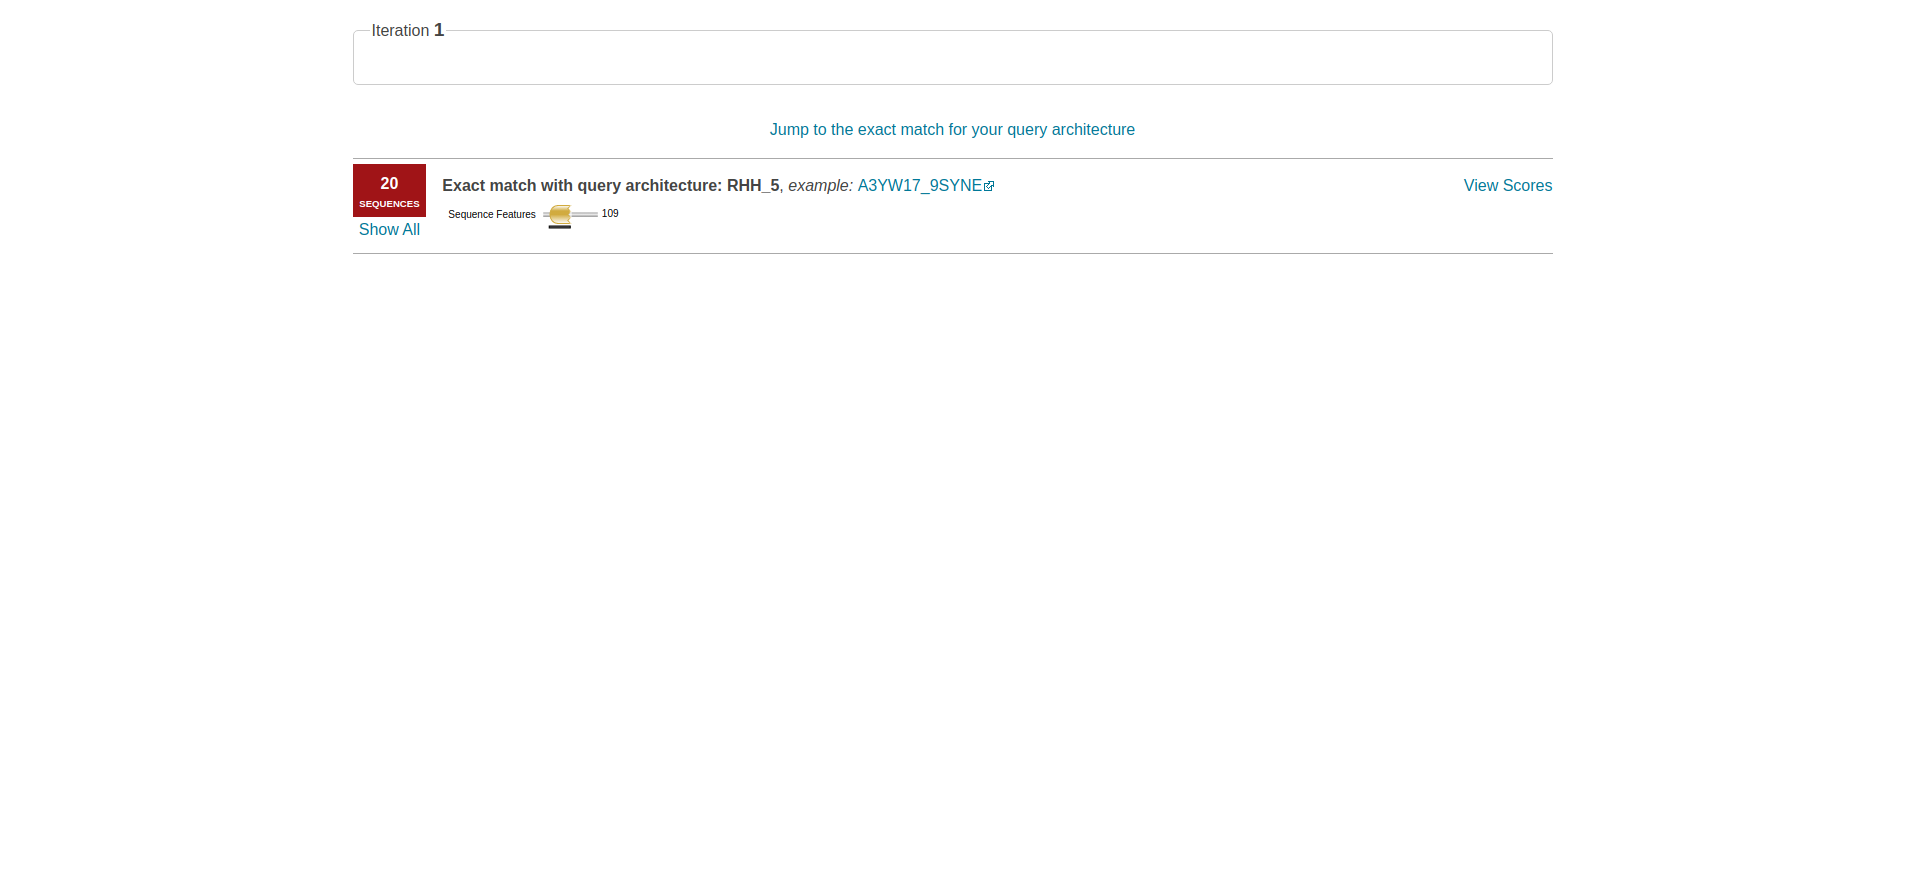 Iteration 1
Jump to the exact match for your query architecture
20
SEQUENCES
Show All
Exact match with query architecture: RHH_5, example: A3YW17_9SYNE
View Scores
Sequence Features
109